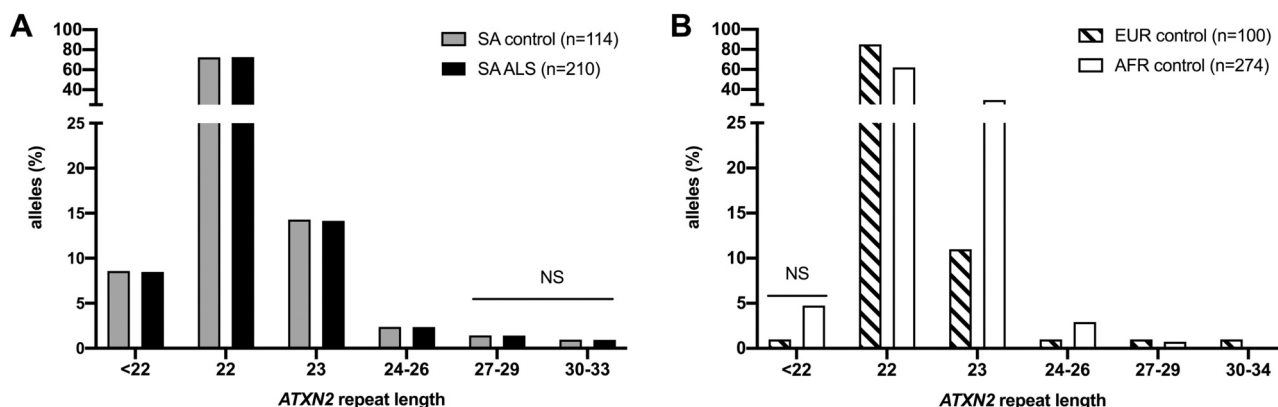 A
SA control (n=114)
SA ALS (n=210)
alleles (%)
100
80
60
40
25
20
15
10
5
0
NS
<22
22
23
24-26
27-29
30-33
ATXN2 repeat length
B
EUR control (n=100)
AFR control (n=274)
alleles (%)
100
80
60
40
25
20
15
10
5
0
NS
<22
22
23
24-26
27-29
30-34
ATXN2 repeat length